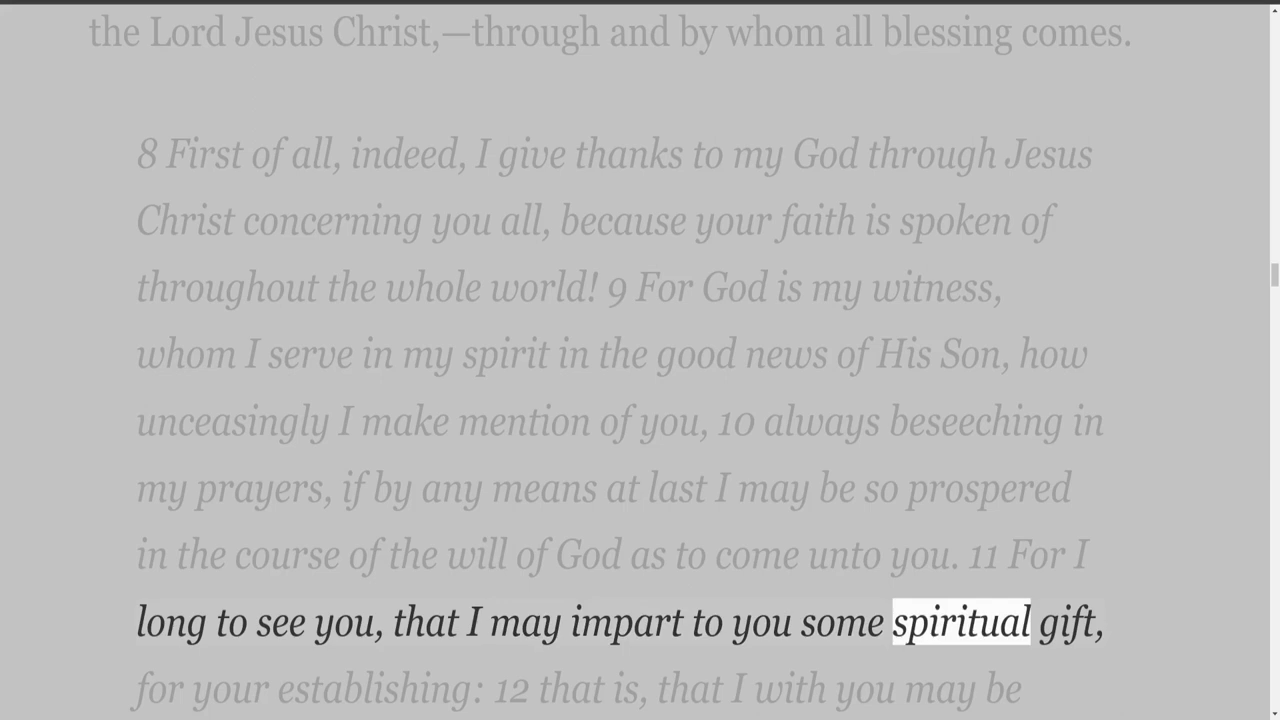 the Lord Jesus Christ,—through and by whom all blessing comes.
8 First of all, indeed, I give thanks to my God through Jesus
Christ concerning you all, because your faith is spoken of
throughout the whole world! 9 For God is my witness,
whom I serve in my spirit in the good news of His Son, how
unceasingly I make mention of you, 10 always beseeching in
my prayers, if by any means at last I may be so prospered
in the course of the will of God as to come unto you. 11 For I
long to see you, that I may impart to you some spiritual gift,
for your establishing: 12 that is, that I with you may be